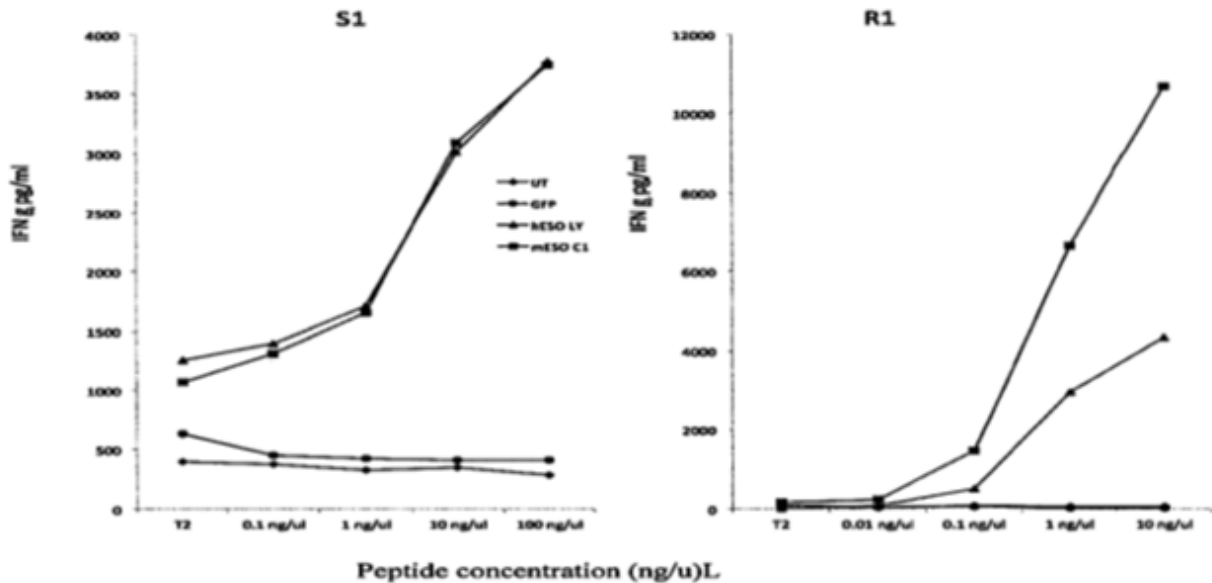 S1
4000
3500
3000
2500
2000
1500
1000
500
0
IFN g pg/ml
UT
GFP
hESO LY
mESO C1
T2 0.1 ng/ul 1 ng/ul 10 ng/ul 100 ng/ul
R1
12000
10000
8000
6000
4000
2000
0
IFN g pg/ml
T2 0.01 ng/ul 0.1 ng/ul 1 ng/ul 10 ng/ul
Peptide concentration (ng/u)L